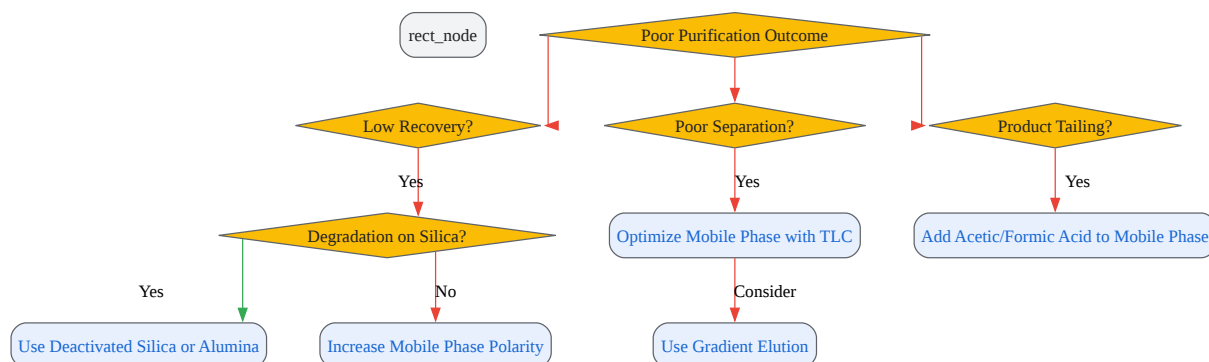 rect_node
Poor Purification Outcome
Low Recovery?
Poor Separation?
Product Tailing?
Yes
Yes
Yes
Degradation on Silica?
Optimize Mobile Phase with TLC
Add Acetic/Formic Acid to Mobile Phase
Yes
No
Consider
Use Deactivated Silica or Alumina
Increase Mobile Phase Polarity
Use Gradient Elution